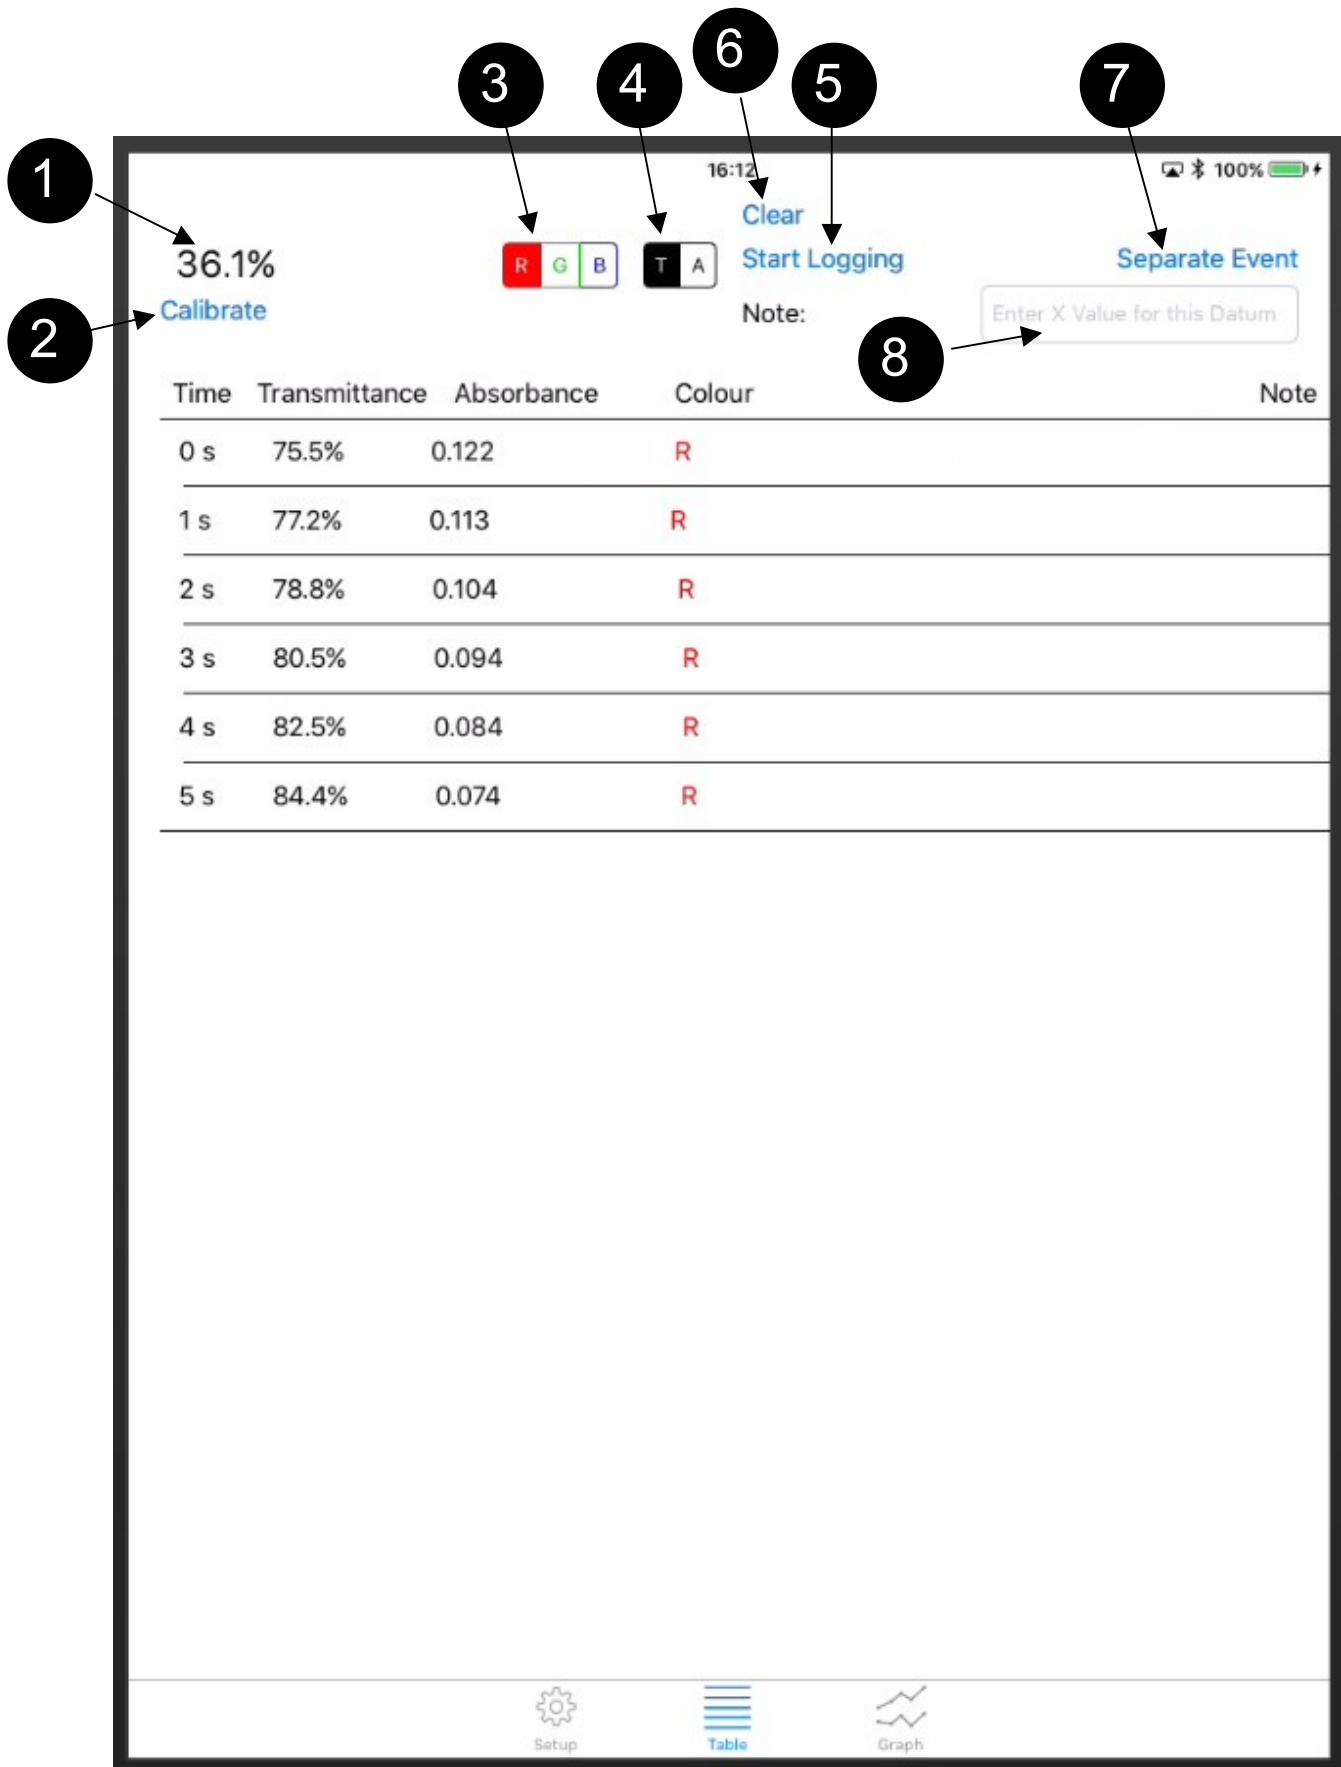 6
3 4 5 7
1
16:12 100%
Clear
36.1% R G B T A Start Logging Separate Event
Calibrate Note: Enter X Value for this Datum
2 8
Time Transmittance Absorbance Colour Note
0 s 75.5% 0.122 R
1 s 77.2% 0.113 R
2 s 78.8% 0.104 R
3 s 80.5% 0.094 R
4 s 82.5% 0.084 R
5 s 84.4% 0.074 R
Setup Table Graph